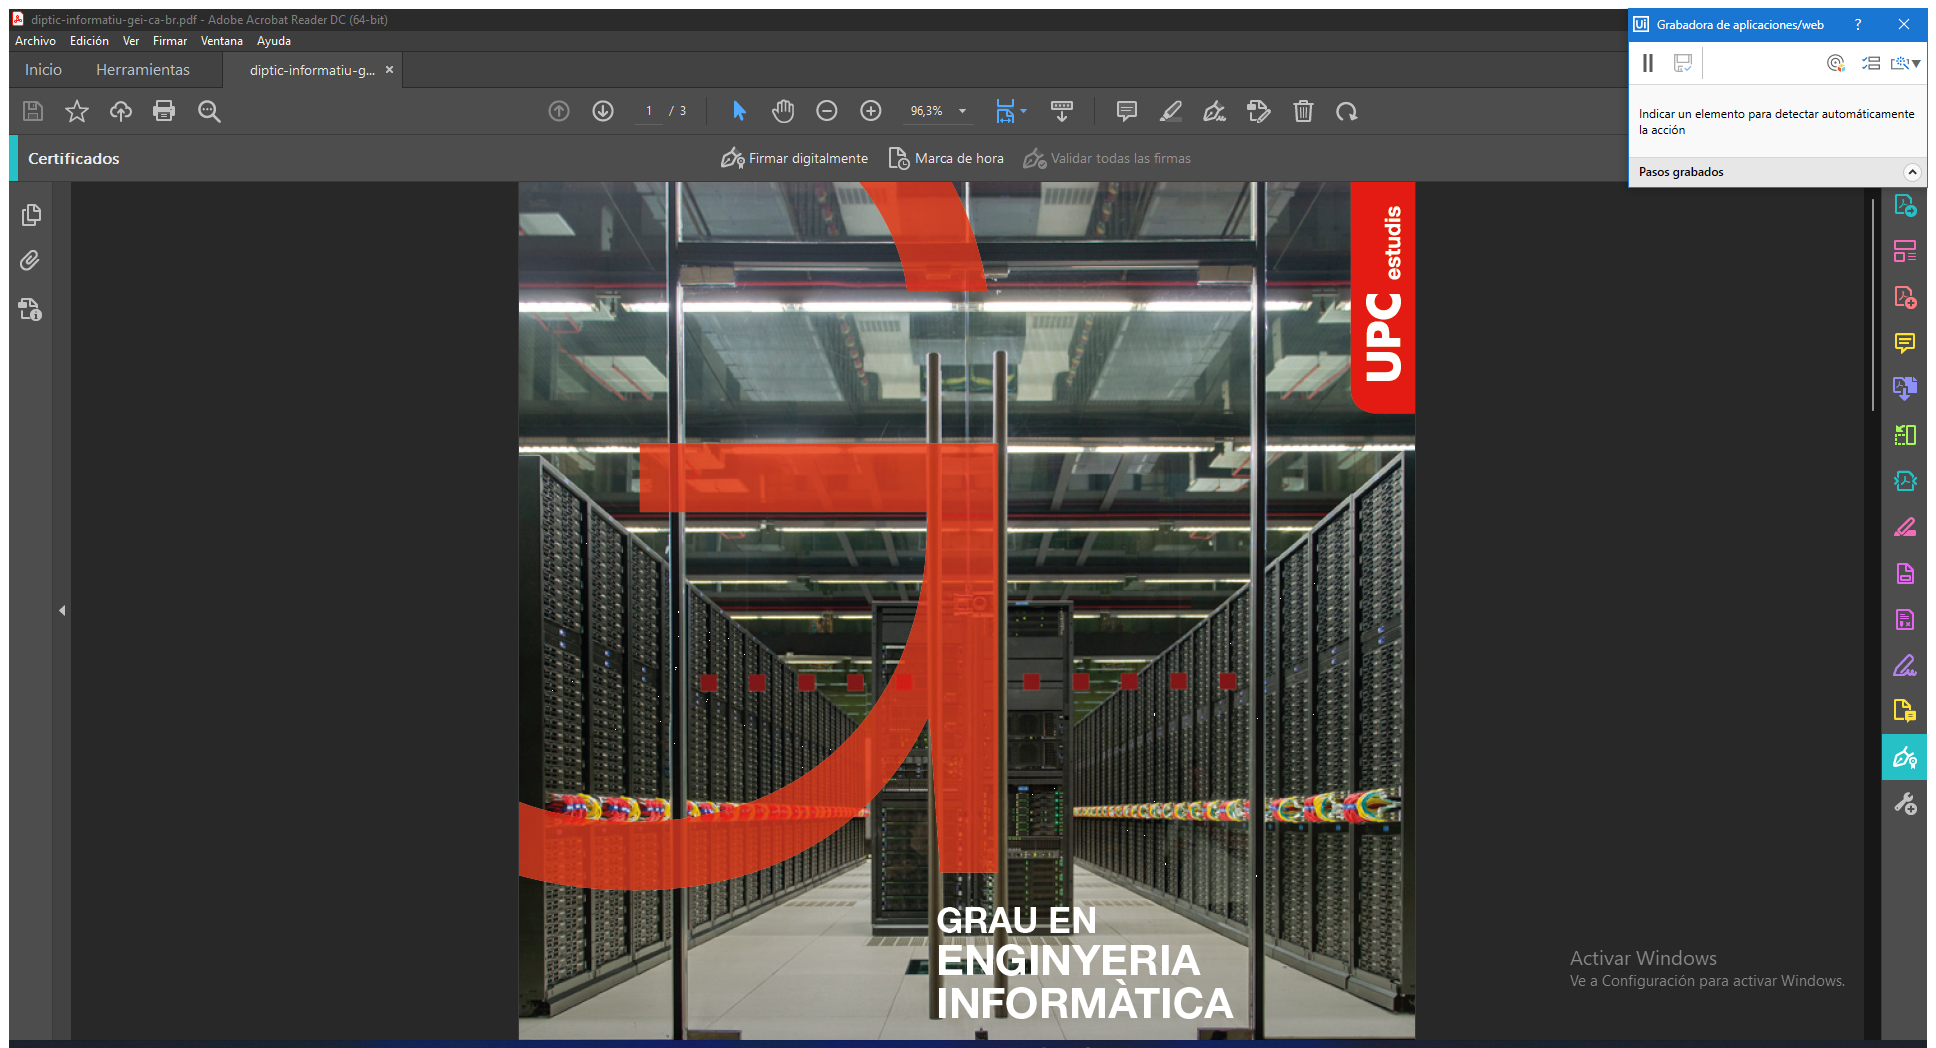 diptic-informatiu-gei-ca-br.pdf - Adobe Acrobat Reader DC (64-bit)
Archivo Edición Ver Firmar Ventana Ayuda
Inicio Herramientas diptic-informatiu-g... ×
1 / 3 96,3%
Certificados Firmar digitalmente Marca de hora Validar todas las firmas
Ui Grabadora de aplicaciones/web ? ×
Indicar un elemento para detectar automáticamente
la acción
Pasos grabados
UPC estudis
GRAU EN
ENGINYERIA
INFORMÀTICA
Activar Windows
Ve a Configuración para activar Windows.